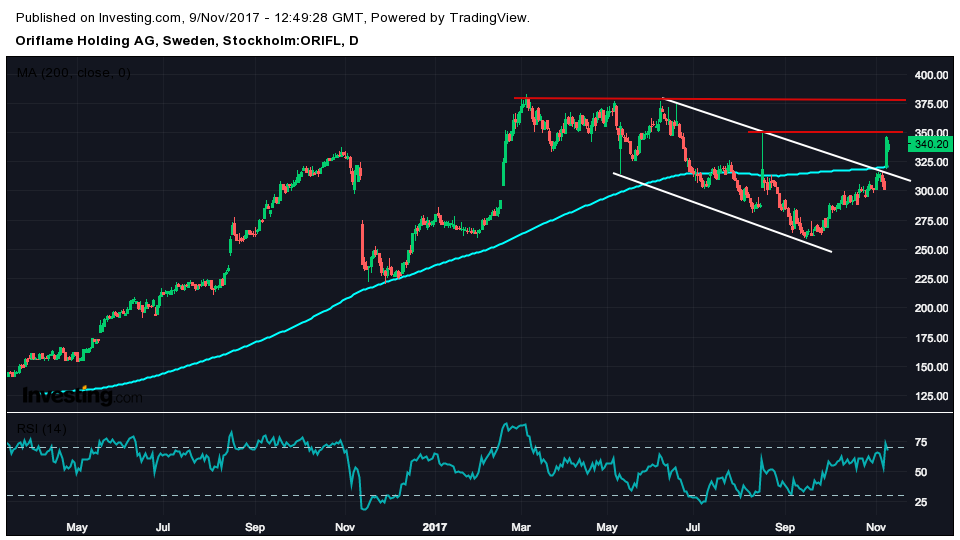 Published on Investing.com, 9/Nov/2017 - 12:49:28 GMT, Powered by TradingView.
Oriflame Holding AG, Sweden, Stockholm:ORIFL, D
MA (200, close, 0)
400.00
375.00
350.00
340.20
325.00
300.00
275.00
250.00
225.00
200.00
175.00
150.00
125.00
Investing.com
RSI (14)
75
50
25
May Jul Sep Nov 2017 Mar May Jul Sep Nov